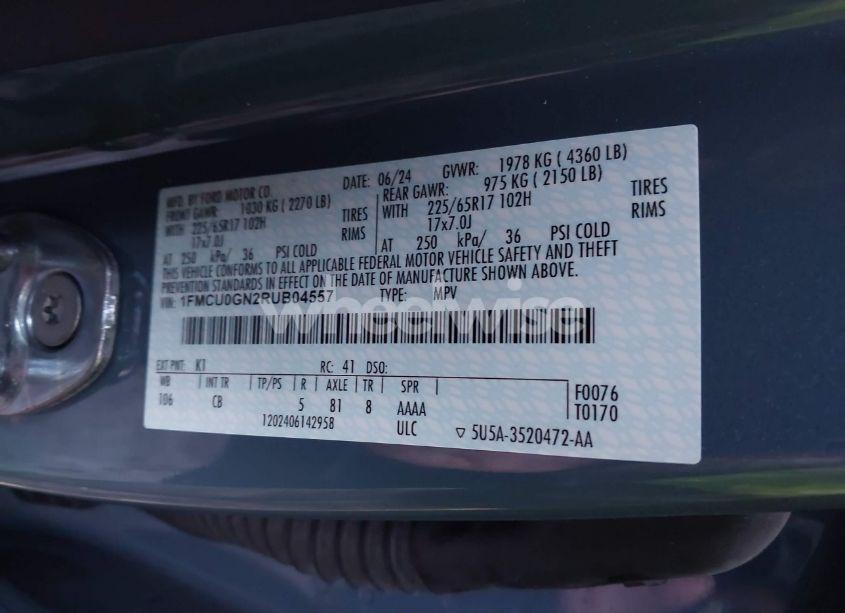 MFD. BY FORD MOTOR CO. DATE: 06/24 GVWR: 1978 KG ( 4360 LB)
FRONT GAWR: 1030 KG ( 2270 LB) REAR GAWR: 975 KG ( 2150 LB)
WITH 225/65R17 102H TIRES WITH 225/65R17 102H TIRES
17x7.0J RIMS 17x7.0J RIMS
AT 250 kPa/ 36 PSI COLD AT 250 kPa/ 36 PSI COLD
THIS VEHICLE CONFORMS TO ALL APPLICABLE FEDERAL MOTOR VEHICLE SAFETY AND THEFT
PREVENTION STANDARDS IN EFFECT ON THE DATE OF MANUFACTURE SHOWN ABOVE.
VIN: 1FMCU0GN2RUB04557 TYPE: MPV
wheelwise
EXT PNT: K1 RC: 41 DSO:
WB INT TR TP/PS R AXLE TR SPR F0076
106 CB 5 81 8 AAAA T0170
1202406142958 ULC ▽ 5U5A-3520472-AA